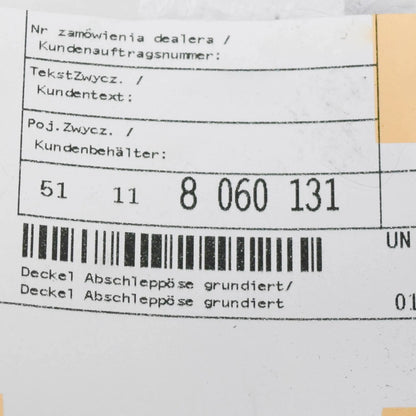 Nr zamówienia dealera /
Kundenauftragsnummer:
TekstZwycz. /
Kundentext:
Poj.Zwycz. /
Kundenbehälter:
51 11 8 060 131
UN
Deckel Abschleppöse grundiert/
Deckel Abschleppöse grundiert
01